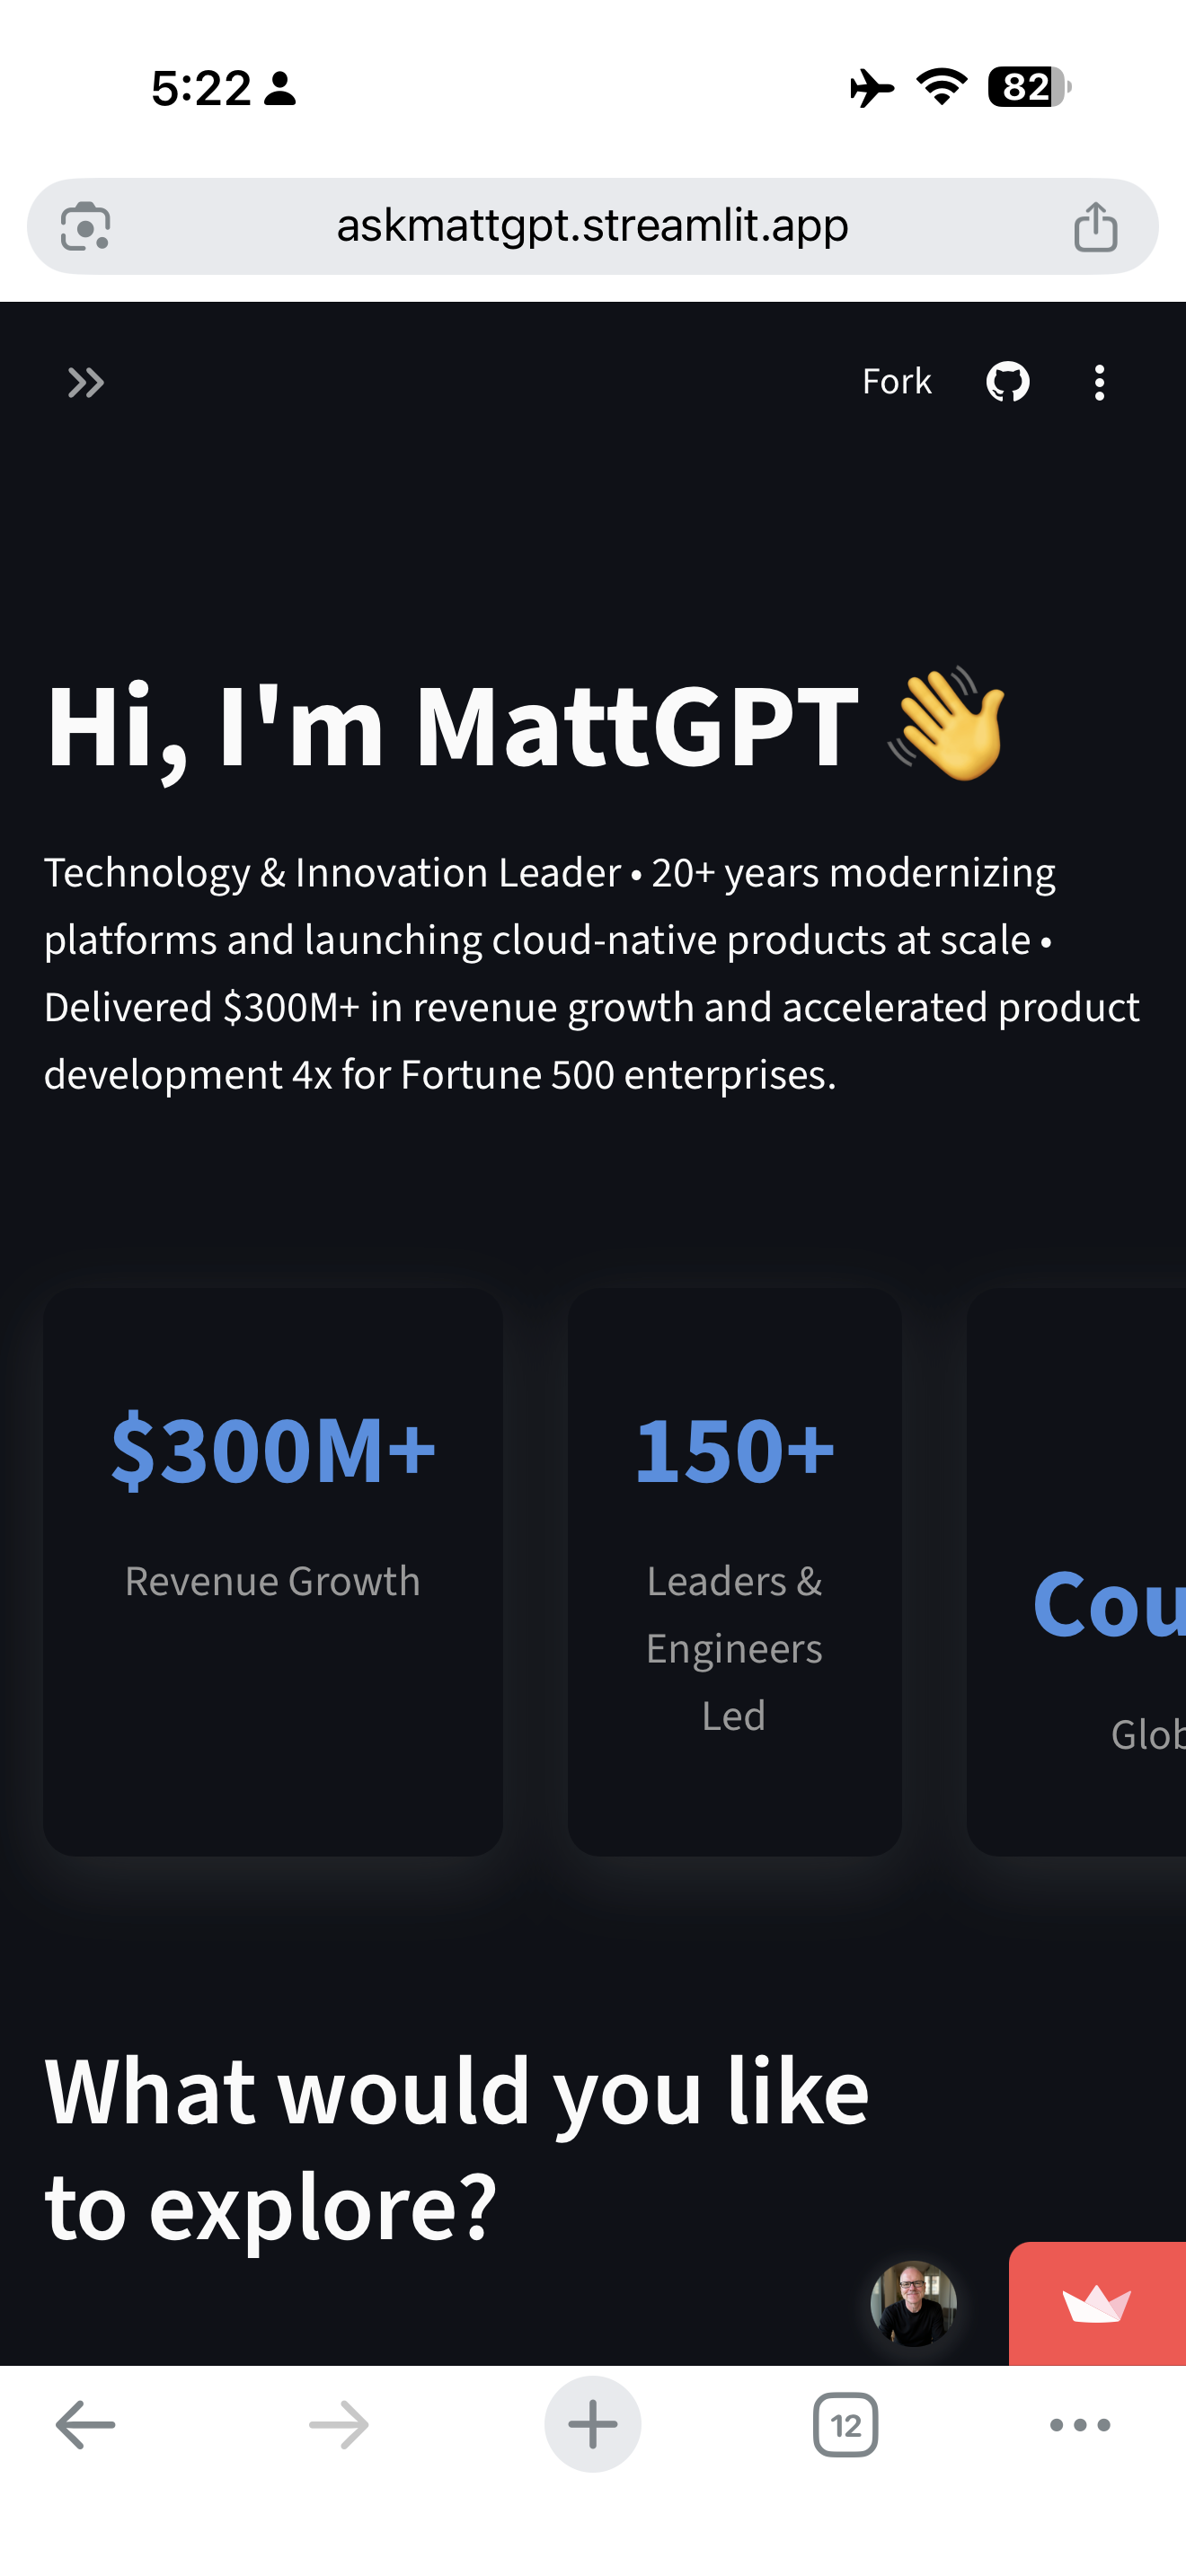 5:22
82
askmattgpt.streamlit.app
Fork
Hi, I'm MattGPT 👋
Technology & Innovation Leader • 20+ years modernizing
platforms and launching cloud-native products at scale •
Delivered $300M+ in revenue growth and accelerated product
development 4x for Fortune 500 enterprises.
$300M+
Revenue Growth
150+
Leaders &
Engineers
Led
Cou
Glob
What would you like
to explore?
12